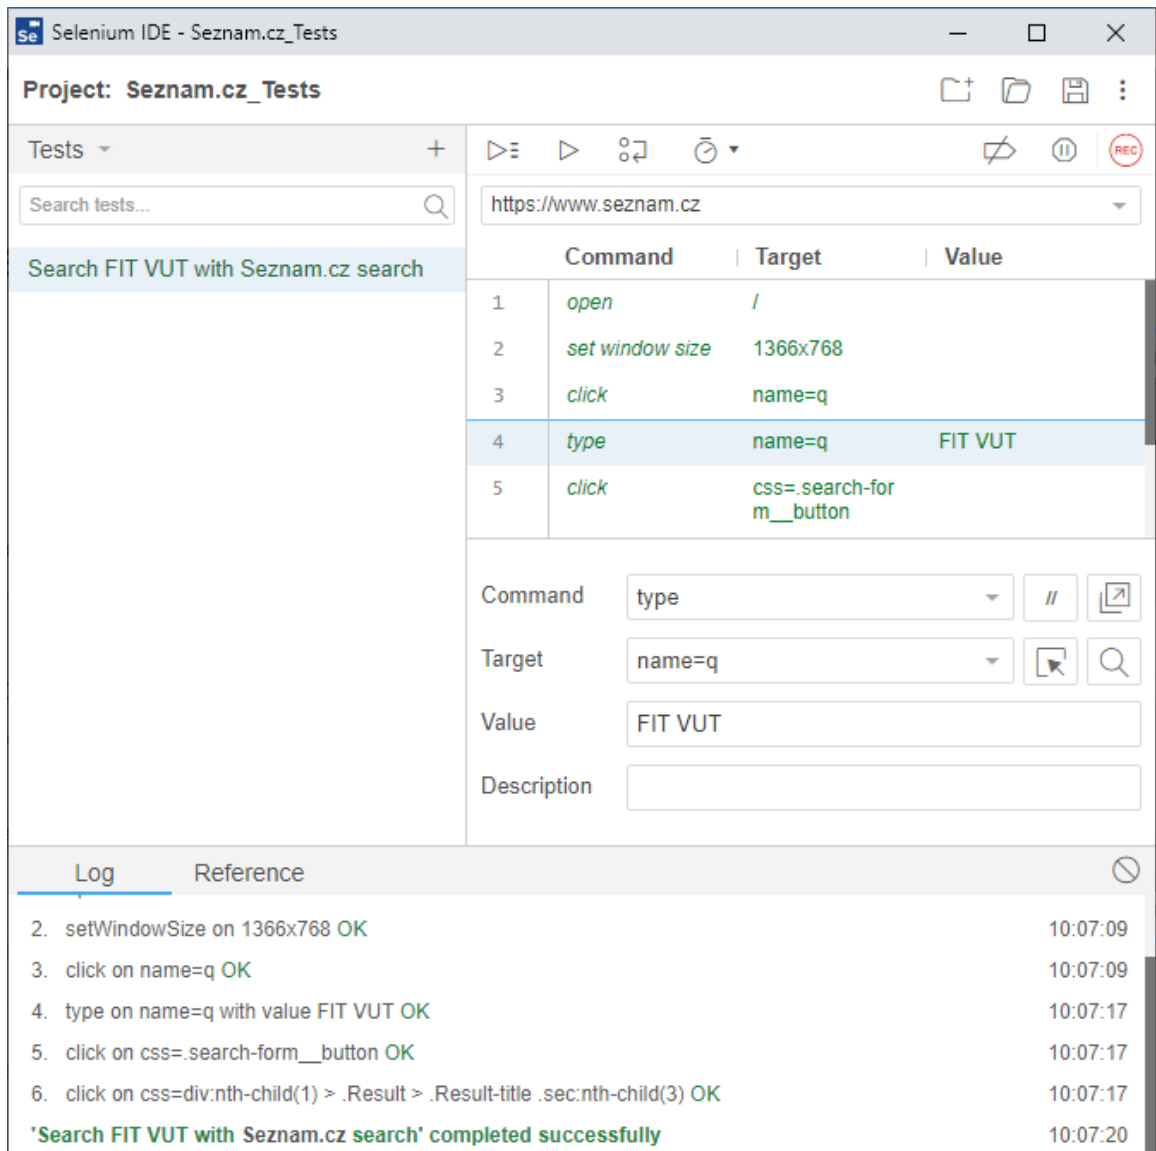 Se Selenium IDE - Seznam.cz_Tests
Project: Seznam.cz_Tests
Tests
REC
Search tests...
https://www.seznam.cz
Command Target Value
Search FIT VUT with Seznam.cz search
1 open /
2 set window size 1366x768
3 click name=q
4 type name=q FIT VUT
5 click css=.search-for
m__button
Command type //
Target name=q
Value FIT VUT
Description
Log Reference
2. setWindowSize on 1366x768 OK 10:07:09
3. click on name=q OK 10:07:09
4. type on name=q with value FIT VUT OK 10:07:17
5. click on css=.search-form__button OK 10:07:17
6. click on css=div:nth-child(1) > .Result > .Result-title .sec:nth-child(3) OK 10:07:17
'Search FIT VUT with Seznam.cz search' completed successfully 10:07:20